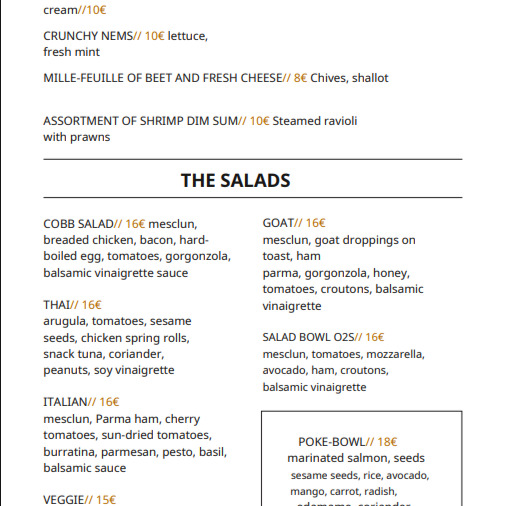 cream//10€
CRUNCHY NEMS// 10€ lettuce,
fresh mint
MILLE-FEUILLE OF BEET AND FRESH CHEESE// 8€ Chives, shallot
ASSORTMENT OF SHRIMP DIM SUM// 10€ Steamed ravioli
with prawns
THE SALADS
COBB SALAD// 16€ mesclun,
breaded chicken, bacon, hard-
boiled egg, tomatoes, gorgonzola,
balsamic vinaigrette sauce
THAI// 16€
arugula, tomatoes, sesame
seeds, chicken spring rolls,
snack tuna, coriander,
peanuts, soy vinaigrette
ITALIAN// 16€
mesclun, Parma ham, cherry
tomatoes, sun-dried tomatoes,
burratina, parmesan, pesto, basil,
balsamic sauce
VEGGIE// 15€
GOAT// 16€
mesclun, goat droppings on
toast, ham
parma, gorgonzola, honey,
tomatoes, croutons, balsamic
vinaigrette
SALAD BOWL O2S// 16€
mesclun, tomatoes, mozzarella,
avocado, ham, croutons,
balsamic vinaigrette
POKE-BOWL// 18€
marinated salmon, seeds
sesame seeds, rice, avocado,
mango, carrot, radish,
edamame, coriander